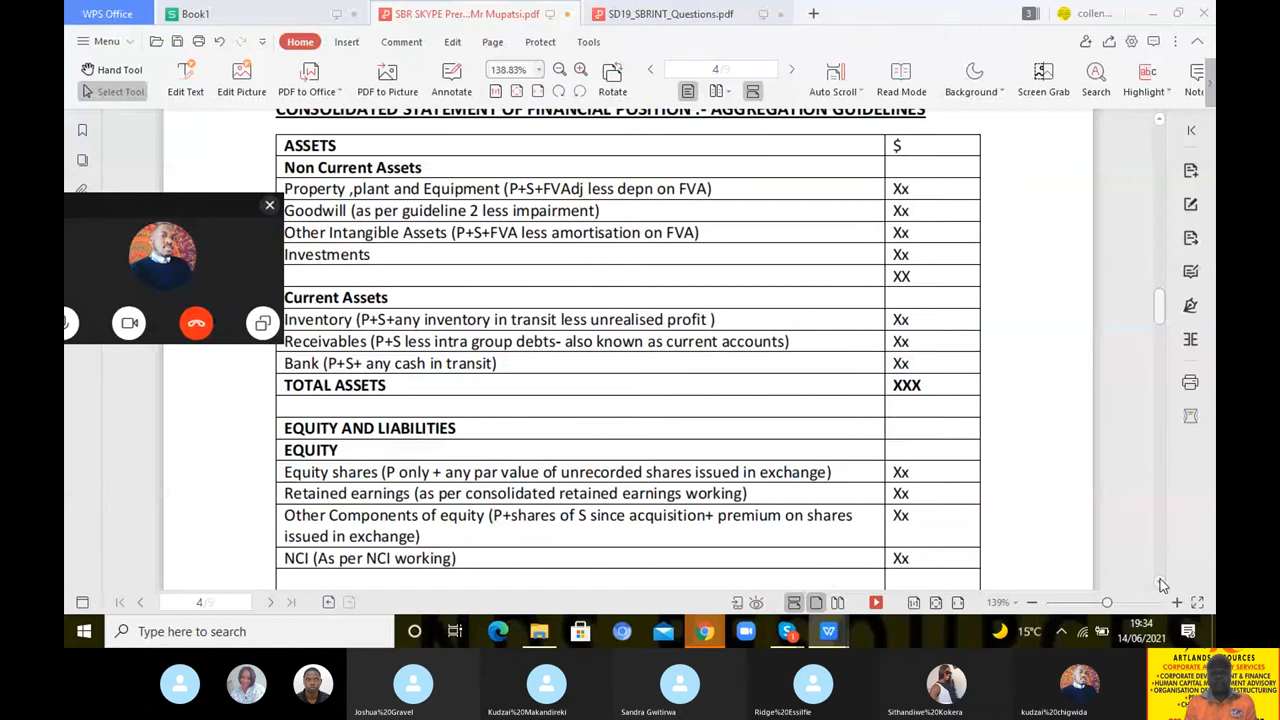 WPS Office
Book1
SBR SKYPE Pre...Mr Mupatsi.pdf
SD19_SBRINT_Questions.pdf
3
collen...
Menu
Home
Insert
Comment
Edit
Page
Protect
Tools
Hand Tool
Select Tool
Edit Text
Edit Picture
PDF to Office
PDF to Picture
Annotate
138.83%
Rotate
4/9
Auto Scroll
Read Mode
Background
Screen Grab
Search
Highlight
Note
CONSOLIDATED STATEMENT OF FINANCIAL POSITION :- AGGREGATION GUIDELINES
ASSETS $
Non Current Assets
Property ,plant and Equipment (P+S+FVAdj less depn on FVA) Xx
Goodwill (as per guideline 2 less impairment) Xx
Other Intangible Assets (P+S+FVA less amortisation on FVA) Xx
Investments Xx
XX
Current Assets
Inventory (P+S+any inventory in transit less unrealised profit ) Xx
Receivables (P+S less intra group debts- also known as current accounts) Xx
Bank (P+S+ any cash in transit) Xx
TOTAL ASSETS XXX
EQUITY AND LIABILITIES
EQUITY
Equity shares (P only + any par value of unrecorded shares issued in exchange) Xx
Retained earnings (as per consolidated retained earnings working) Xx
Other Components of equity (P+shares of S since acquisition+ premium on shares Xx
issued in exchange)
NCI (As per NCI working) Xx
4/9
139%
Type here to search
15°C
19:34
14/06/2021
Joshua%20Gravel
Kudzai%20Makandireki
Sandra Gwitirwa
Ridge%20Essilfie
Sithandiwe%20Kokera
kudzai%20chigwida
CORPORATE